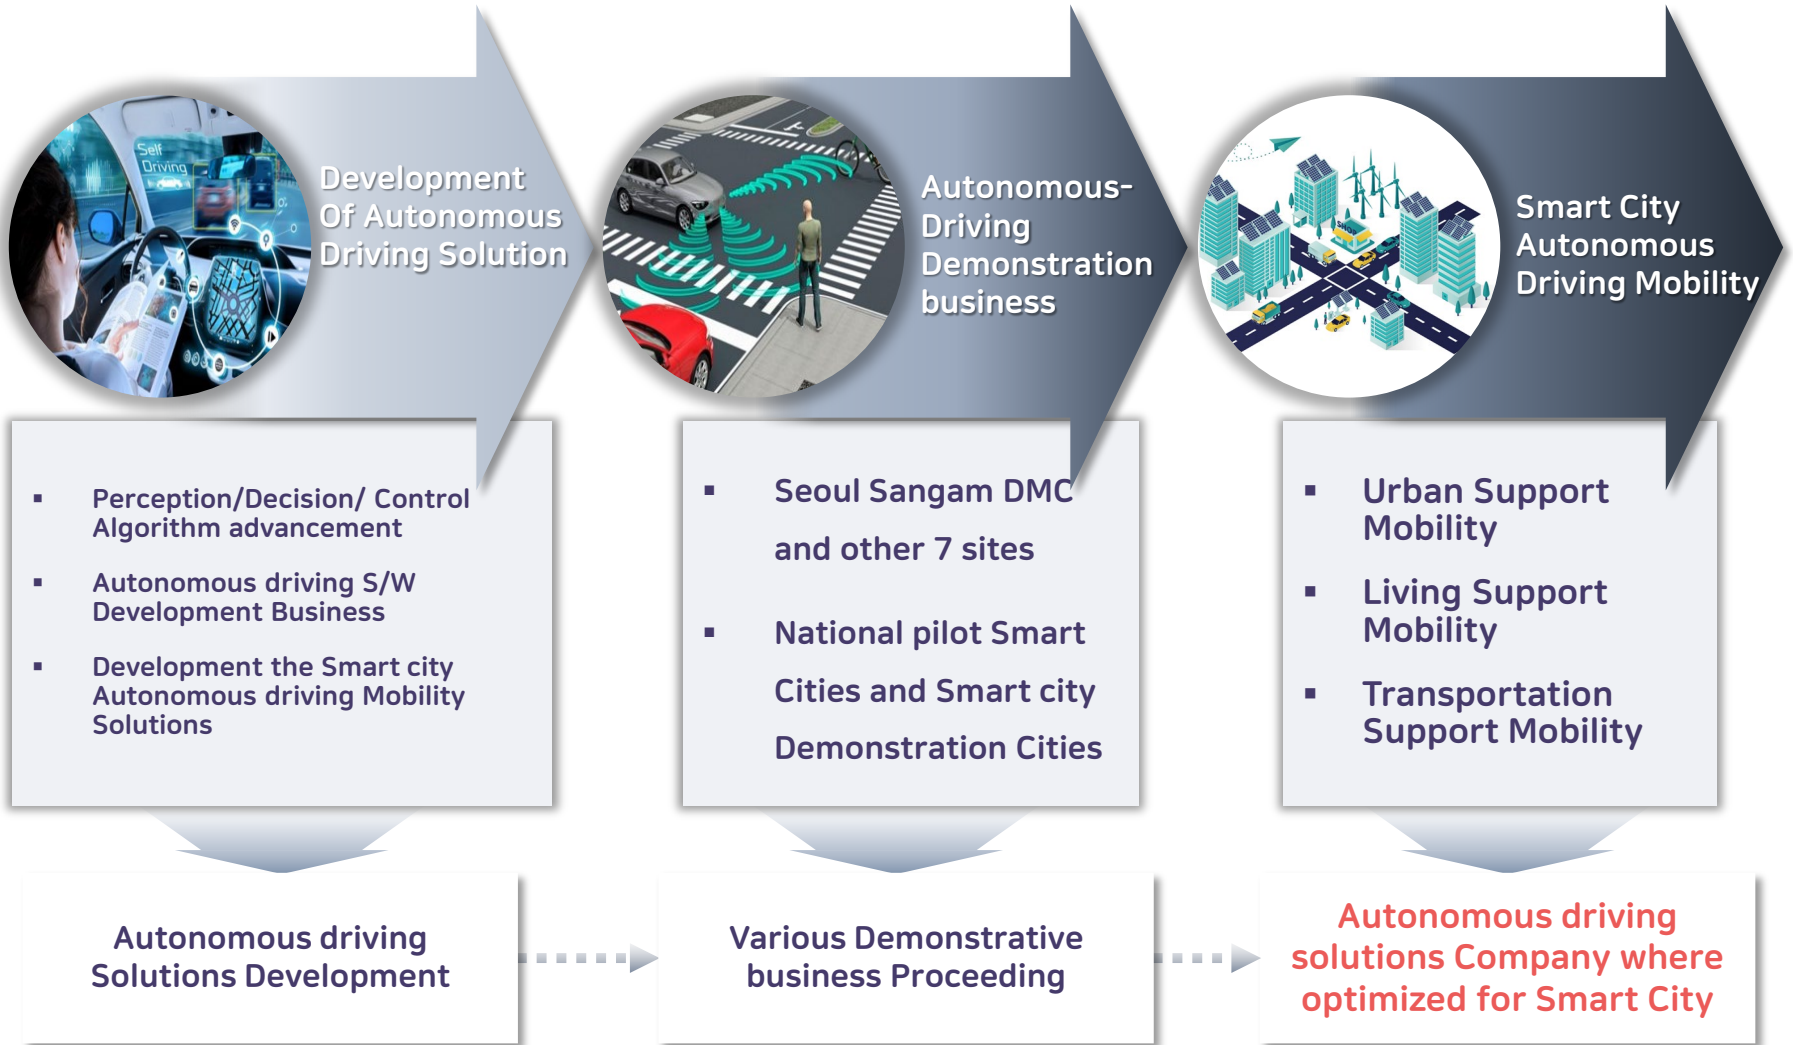 Self
Driving
Development
Of Autonomous
Driving Solution
Autonomous-
Driving
Demonstration
business
Smart City
Autonomous
Driving Mobility
▪ Perception/Decision/ Control
Algorithm advancement
▪ Autonomous driving S/W
Development Business
▪ Development the Smart city
Autonomous driving Mobility
Solutions
▪ Seoul Sangam DMC
and other 7 sites
▪ National pilot Smart
Cities and Smart city
Demonstration Cities
▪ Urban Support
Mobility
▪ Living Support
Mobility
▪ Transportation
Support Mobility
Autonomous driving
Solutions Development
Various Demonstrative
business Proceeding
Autonomous driving
solutions Company where
optimized for Smart City